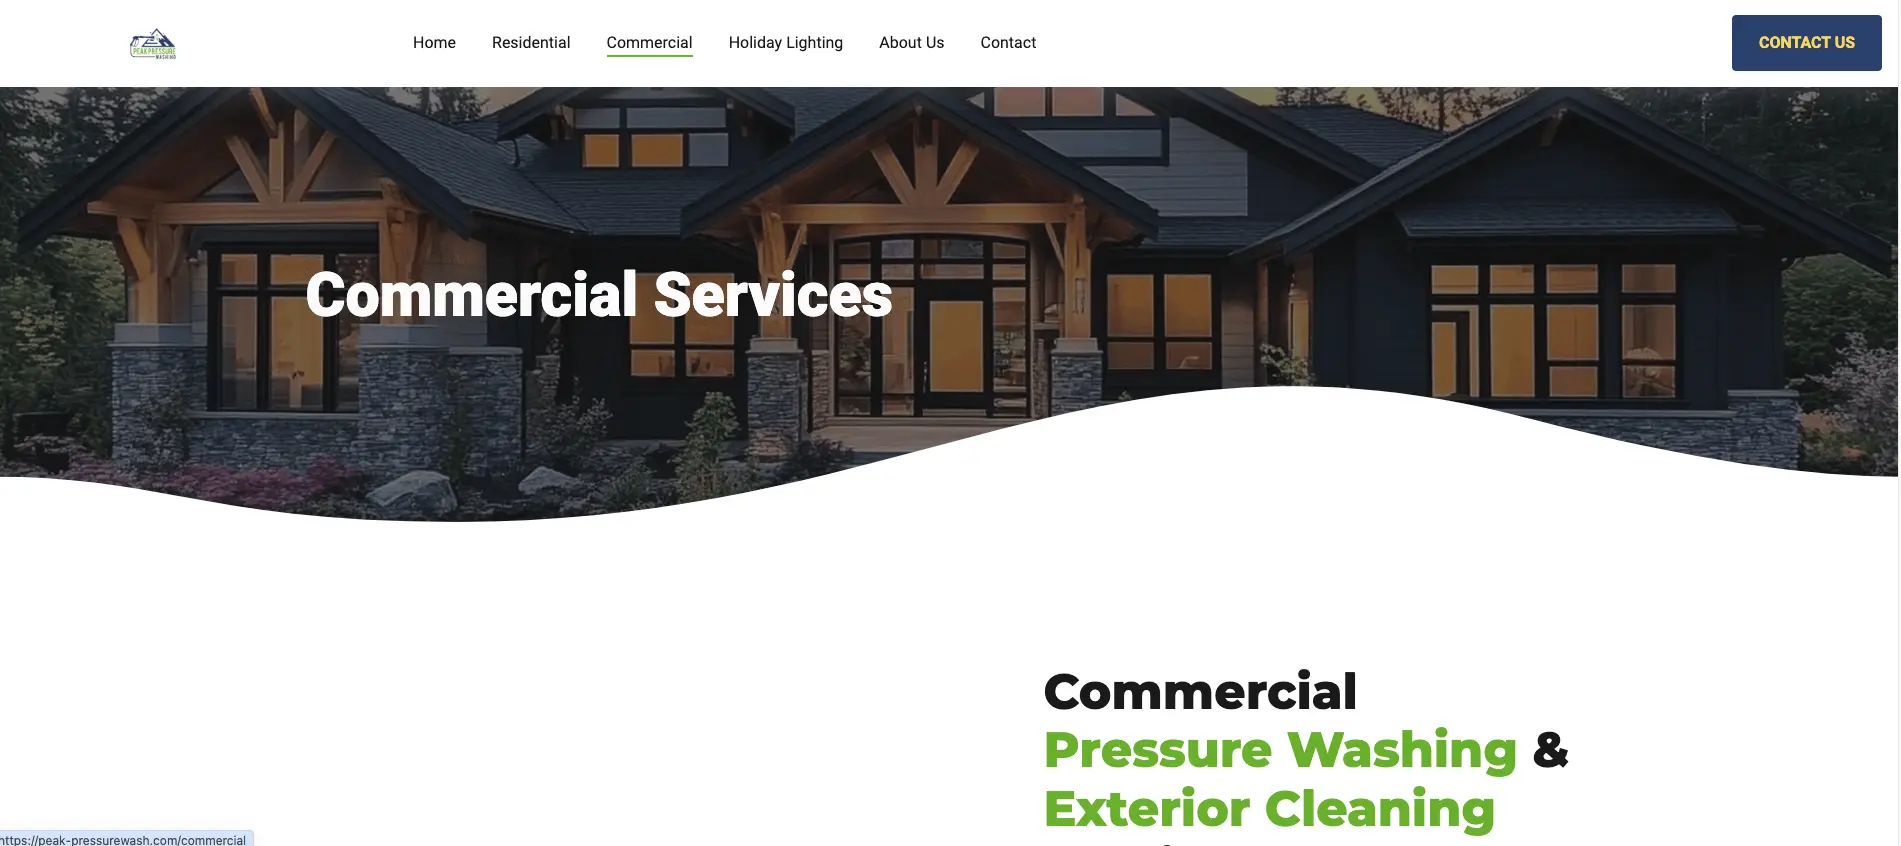 PEAK PRESSURE
WASHING
Home
Residential
Commercial
Holiday Lighting
About Us
Contact
CONTACT US
Commercial Services
Commercial
Pressure Washing &
Exterior Cleaning
https://peak-pressurewash.com/commercial